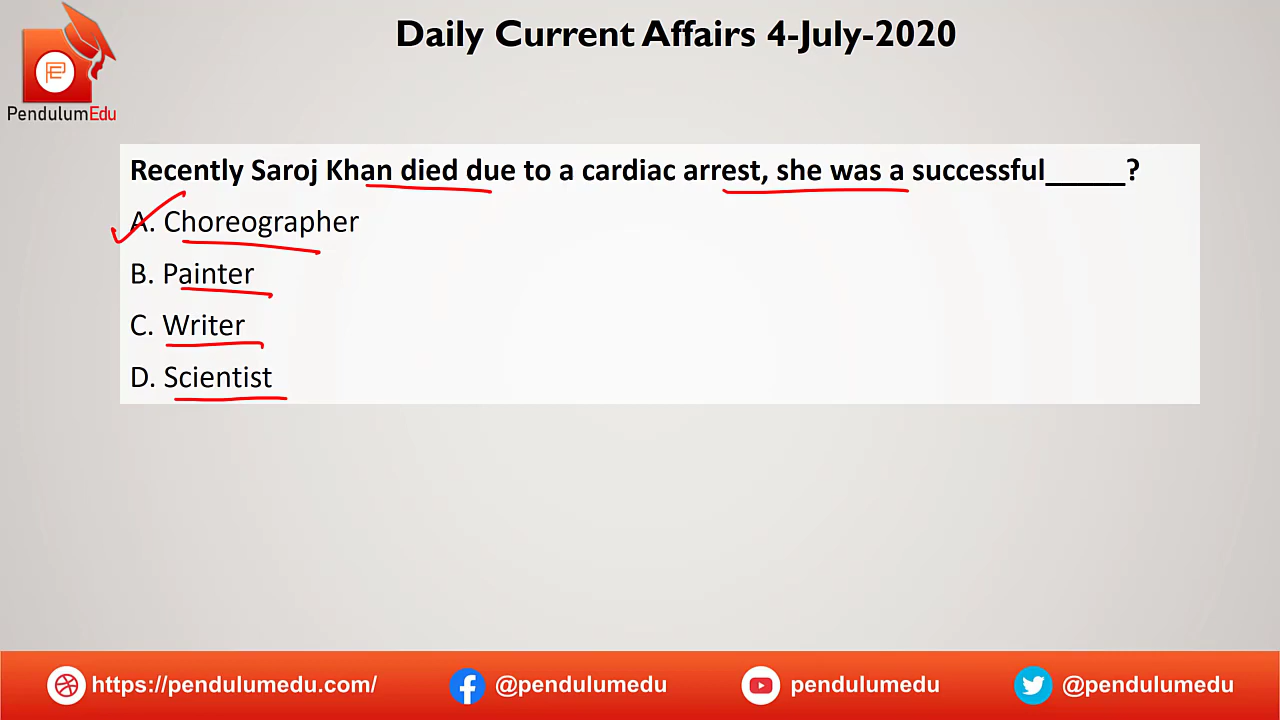 Daily Current Affairs 4-July-2020
PendulumEdu
Recently Saroj Khan died due to a cardiac arrest, she was a successful_____?
A. Choreographer
B. Painter
C. Writer
D. Scientist
https://pendulumedu.com/ @pendulumedu pendulumedu @pendulumedu